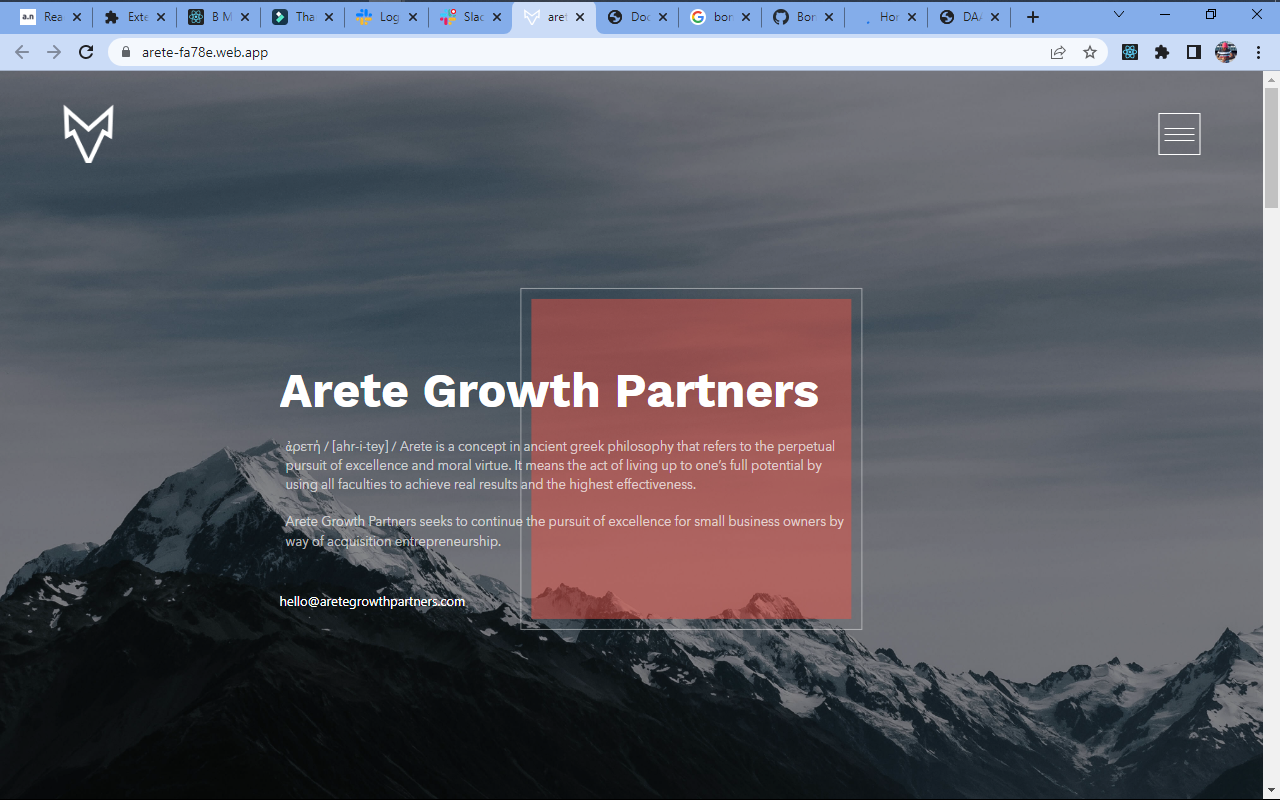 a.n Rea
Exte
B M
Tha
Log
Slac
aret
Doc
bor
Bor
Hor
DAA
arete-fa78e.web.app
Arete Growth Partners
ἀρετή / [ahr-i-tey] / Arete is a concept in ancient greek philosophy that refers to the perpetual
pursuit of excellence and moral virtue. It means the act of living up to one’s full potential by
using all faculties to achieve real results and the highest effectiveness.
Arete Growth Partners seeks to continue the pursuit of excellence for small business owners by
way of acquisition entrepreneurship.
hello@aretegrowthpartners.com